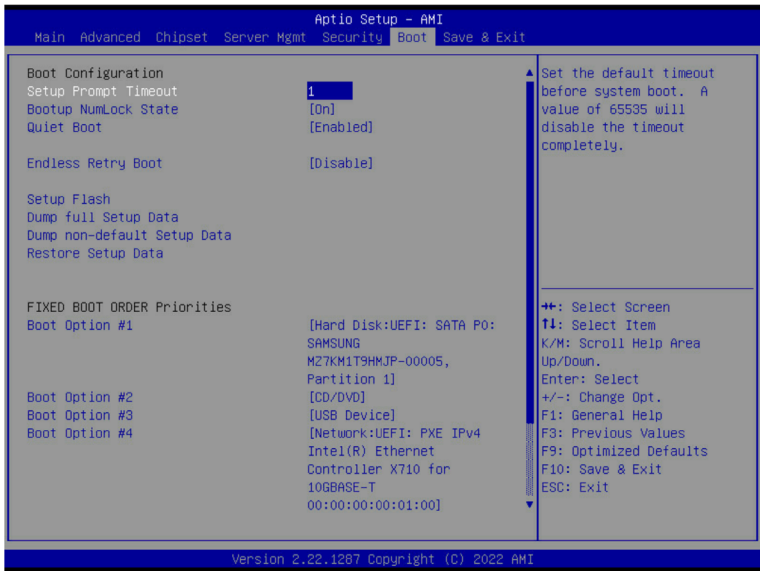 Aptio Setup – AMI
Main Advanced Chipset Server Mgmt Security Boot Save & Exit
Boot Configuration
Setup Prompt Timeout 1
Bootup NumLock State [On]
Quiet Boot [Enabled]
Endless Retry Boot [Disable]
Setup Flash
Dump full Setup Data
Dump non-default Setup Data
Restore Setup Data
FIXED BOOT ORDER Priorities
Boot Option #1 [Hard Disk:UEFI: SATA P0:
SAMSUNG
MZ7KM1T9HMJP-00005,
Partition 1]
Boot Option #2 [CD/DVD]
Boot Option #3 [USB Device]
Boot Option #4 [Network:UEFI: PXE IPv4
Intel(R) Ethernet
Controller X710 for
10GBASE-T
00:00:00:00:01:00]
Set the default timeout
before system boot. A
value of 65535 will
disable the timeout
completely.
→←: Select Screen
↑↓: Select Item
K/M: Scroll Help Area
Up/Down.
Enter: Select
+/-: Change Opt.
F1: General Help
F3: Previous Values
F9: Optimized Defaults
F10: Save & Exit
ESC: Exit
Version 2.22.1287 Copyright (C) 2022 AMI